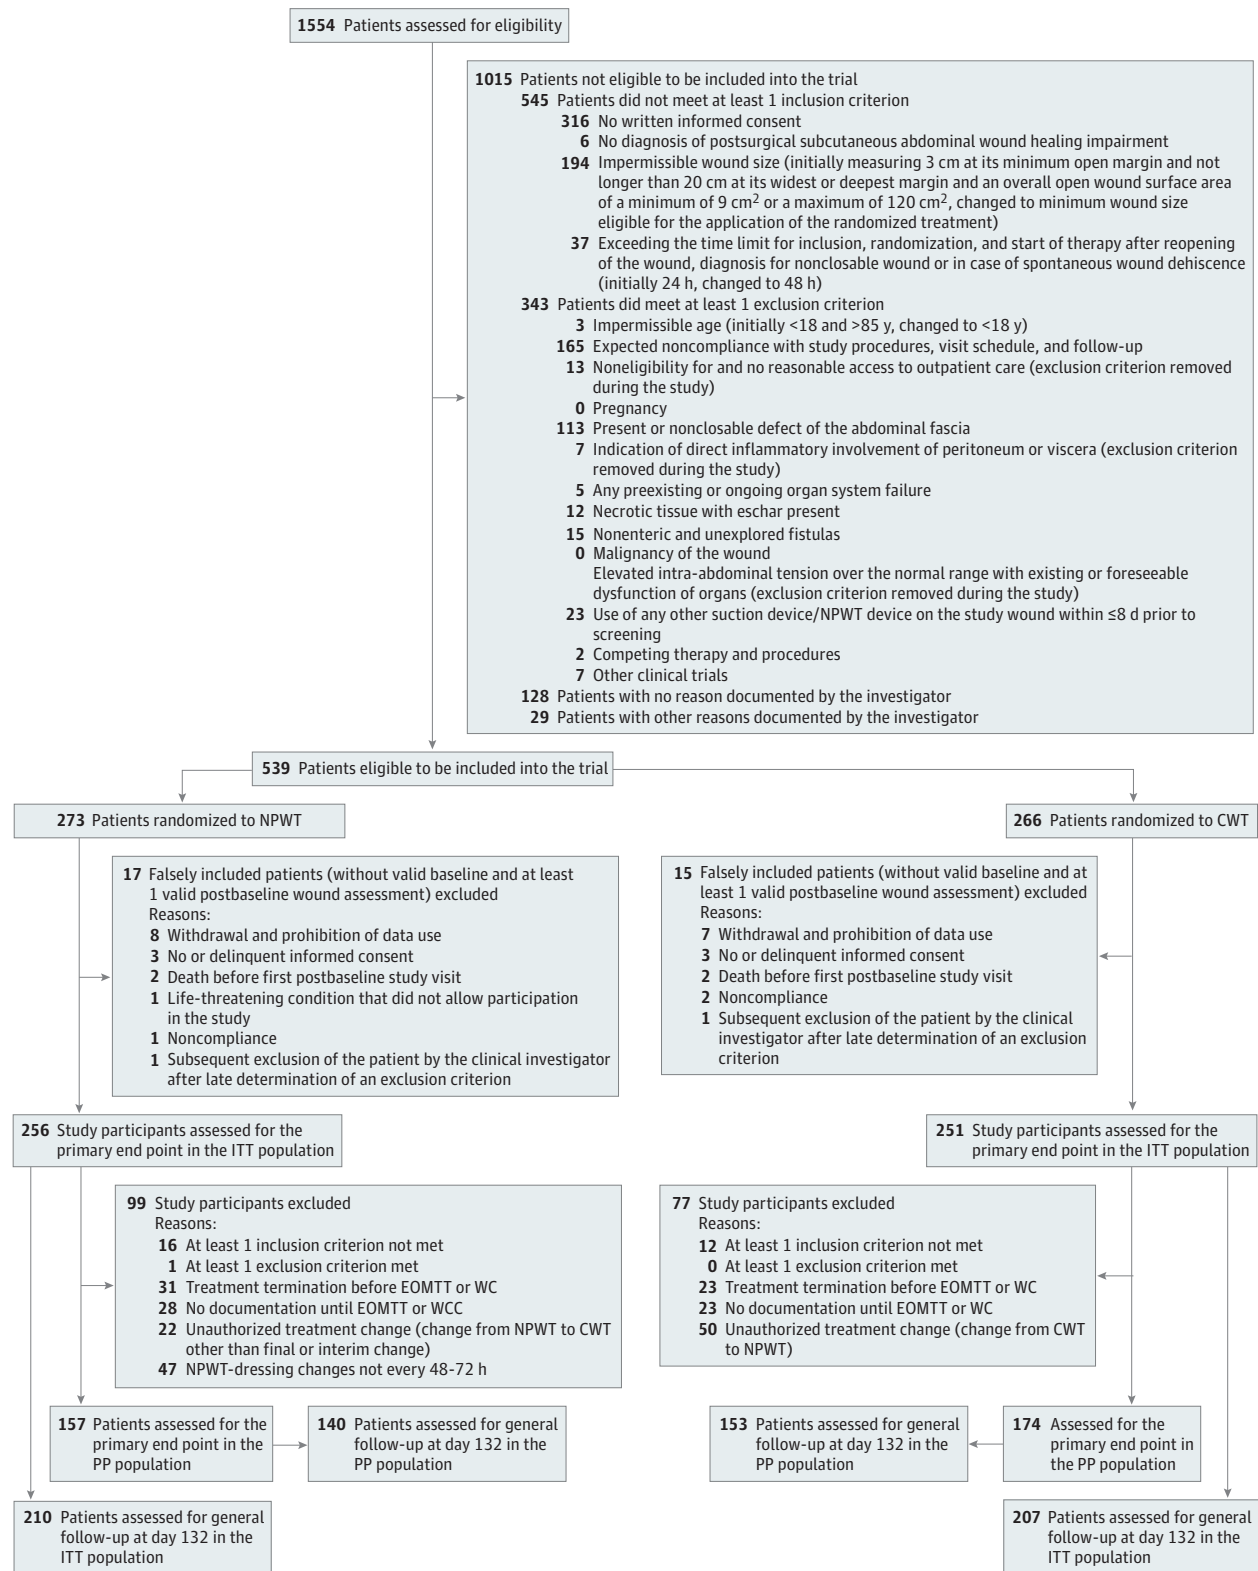 1554 Patients assessed for eligibility
1015 Patients not eligible to be included into the trial
545 Patients did not meet at least 1 inclusion criterion
316 No written informed consent
6 No diagnosis of postsurgical subcutaneous abdominal wound healing impairment
194 Impermissible wound size (initially measuring 3 cm at its minimum open margin and not
longer than 20 cm at its widest or deepest margin and an overall open wound surface area
of a minimum of 9 cm² or a maximum of 120 cm², changed to minimum wound size
eligible for the application of the randomized treatment)
37 Exceeding the time limit for inclusion, randomization, and start of therapy after reopening
of the wound, diagnosis for nonclosable wound or in case of spontaneous wound dehiscence
(initially 24 h, changed to 48 h)
343 Patients did meet at least 1 exclusion criterion
3 Impermissible age (initially <18 and >85 y, changed to <18 y)
165 Expected noncompliance with study procedures, visit schedule, and follow-up
13 Noneligibility for and no reasonable access to outpatient care (exclusion criterion removed
during the study)
0 Pregnancy
113 Present or nonclosable defect of the abdominal fascia
7 Indication of direct inflammatory involvement of peritoneum or viscera (exclusion criterion
removed during the study)
5 Any preexisting or ongoing organ system failure
12 Necrotic tissue with eschar present
15 Nonenteric and unexplored fistulas
0 Malignancy of the wound
Elevated intra-abdominal tension over the normal range with existing or foreseeable
dysfunction of organs (exclusion criterion removed during the study)
23 Use of any other suction device/NPWT device on the study wound within ≤8 d prior to
screening
2 Competing therapy and procedures
7 Other clinical trials
128 Patients with no reason documented by the investigator
29 Patients with other reasons documented by the investigator
539 Patients eligible to be included into the trial
273 Patients randomized to NPWT
266 Patients randomized to CWT
17 Falsely included patients (without valid baseline and at least
1 valid postbaseline wound assessment) excluded
Reasons:
8 Withdrawal and prohibition of data use
3 No or delinquent informed consent
2 Death before first postbaseline study visit
1 Life-threatening condition that did not allow participation
in the study
1 Noncompliance
1 Subsequent exclusion of the patient by the clinical investigator
after late determination of an exclusion criterion
15 Falsely included patients (without valid baseline and at
least 1 valid postbaseline wound assessment) excluded
Reasons:
7 Withdrawal and prohibition of data use
3 No or delinquent informed consent
2 Death before first postbaseline study visit
2 Noncompliance
1 Subsequent exclusion of the patient by the clinical
investigator after late determination of an exclusion
criterion
256 Study participants assessed for the
primary end point in the ITT population
251 Study participants assessed for the
primary end point in the ITT population
99 Study participants excluded
Reasons:
16 At least 1 inclusion criterion not met
1 At least 1 exclusion criterion met
31 Treatment termination before EOMTT or WC
28 No documentation until EOMTT or WCC
22 Unauthorized treatment change (change from NPWT to CWT
other than final or interim change)
47 NPWT-dressing changes not every 48-72 h
77 Study participants excluded
Reasons:
12 At least 1 inclusion criterion not met
0 At least 1 exclusion criterion met
23 Treatment termination before EOMTT or WC
23 No documentation until EOMTT or WC
50 Unauthorized treatment change (change from CWT
to NPWT)
157 Patients assessed for the
primary end point in the
PP population
140 Patients assessed for general
follow-up at day 132 in the
PP population
153 Patients assessed for general
follow-up at day 132 in the
PP population
174 Assessed for the
primary end point in
the PP population
210 Patients assessed for general
follow-up at day 132 in the
ITT population
207 Patients assessed for general
follow-up at day 132 in the
ITT population